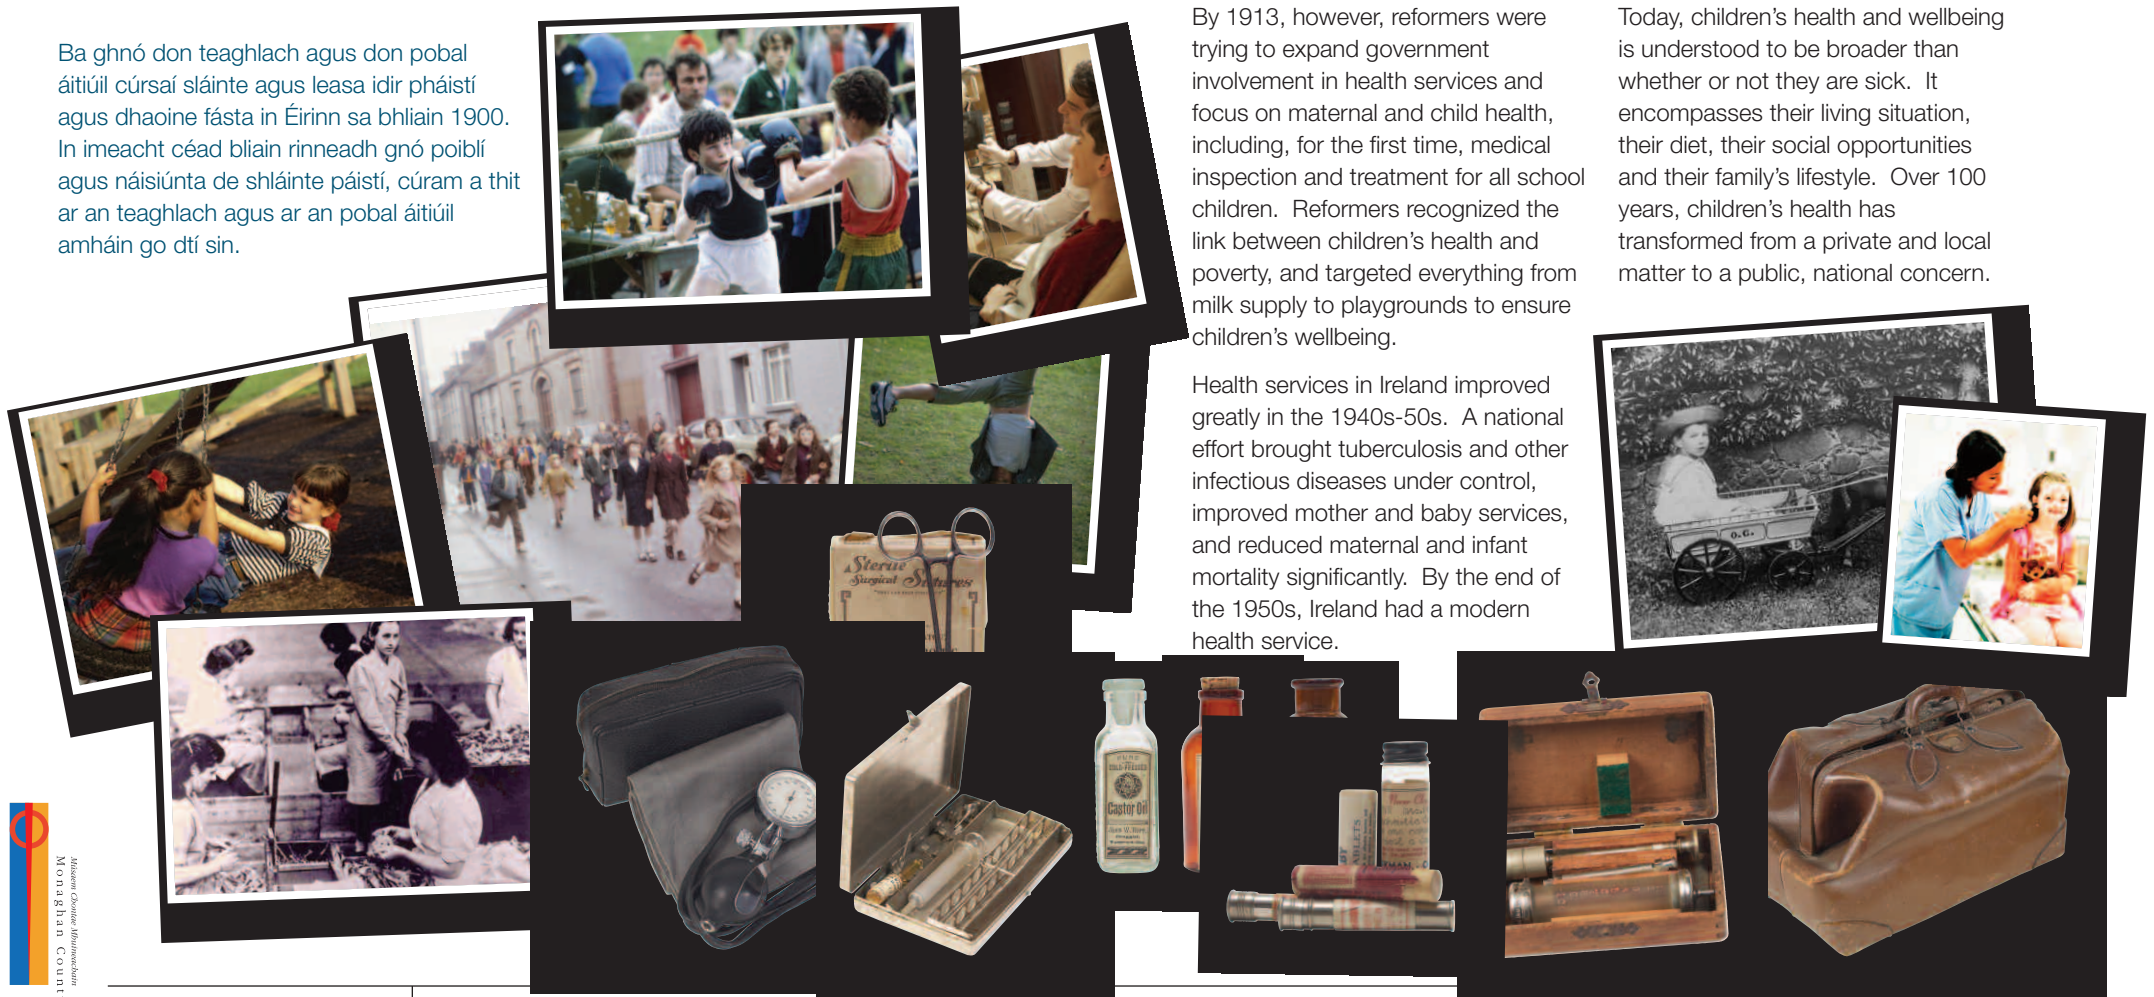 Ba ghnó don teaghlach agus don pobal
áitiúil cúrsaí sláinte agus leasa idir pháistí
agus dhaoine fásta in Éirinn sa bhliain 1900.
In imeacht céad bliain rinneadh gnó poiblí
agus náisiúnta de shláinte páistí, cúram a thit
ar an teaghlach agus ar an pobal áitiúil
amháin go dtí sin.
By 1913, however, reformers were
trying to expand government
involvement in health services and
focus on maternal and child health,
including, for the first time, medical
inspection and treatment for all school
children. Reformers recognized the
link between children’s health and
poverty, and targeted everything from
milk supply to playgrounds to ensure
children’s wellbeing.
Health services in Ireland improved
greatly in the 1940s-50s. A national
effort brought tuberculosis and other
infectious diseases under control,
improved mother and baby services,
and reduced maternal and infant
mortality significantly. By the end of
the 1950s, Ireland had a modern
health service.
Today, children’s health and wellbeing
is understood to be broader than
whether or not they are sick. It
encompasses their living situation,
their diet, their social opportunities
and their family’s lifestyle. Over 100
years, children’s health has
transformed from a private and local
matter to a public, national concern.
O.G.
Sterile
Surgical Sutures
PURE
COLD-PRESSED
Castor Oil
Monaghan Count